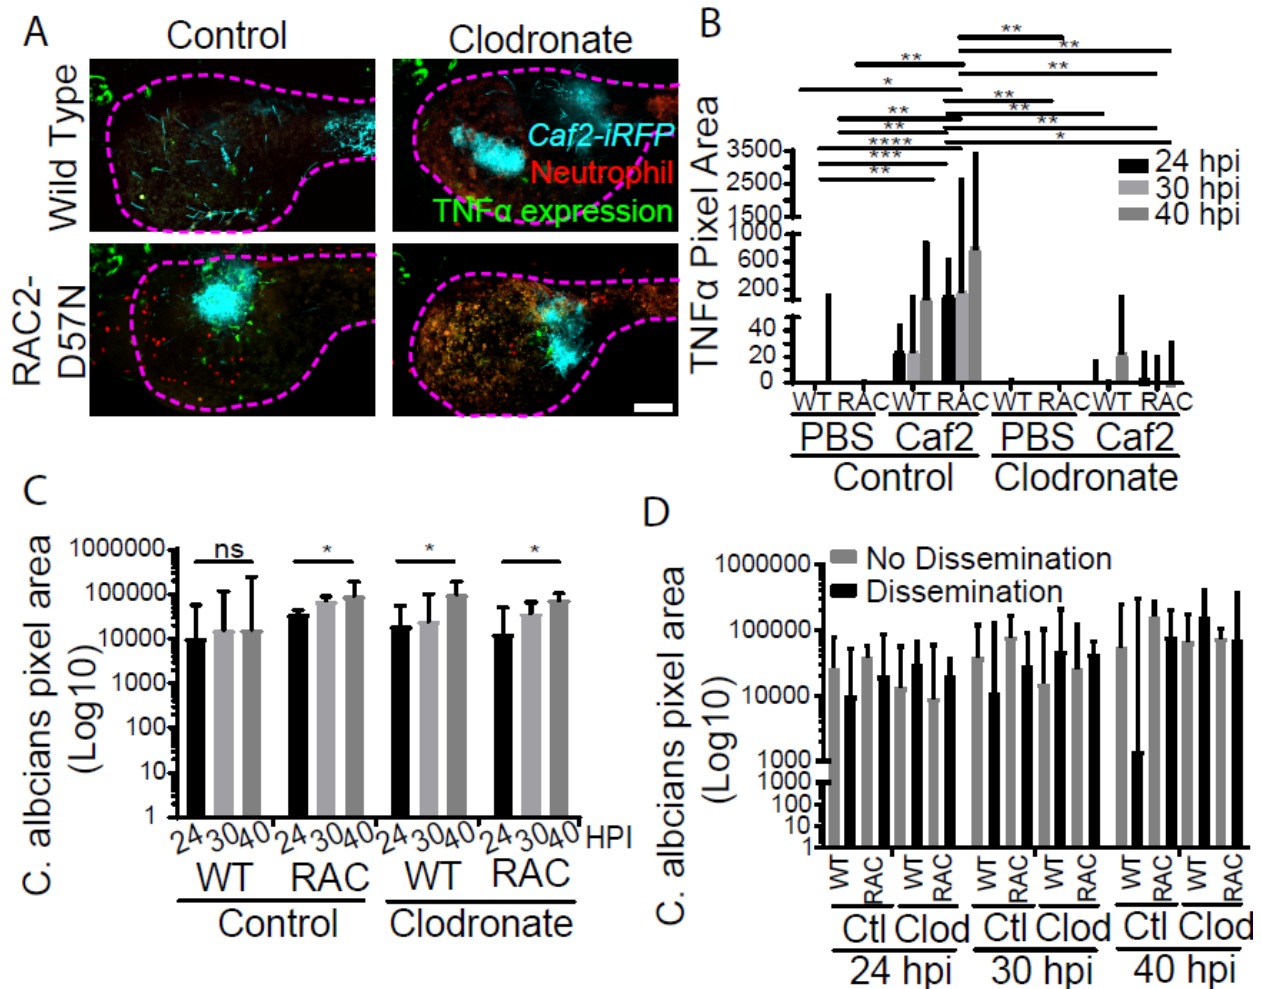 A
Control
Clodronate
Wild Type
RAC2-
D57N
Caf2-iRFP
Neutrophil
TNFα expression
B
**
**
**
**
*
**
**
**
**
**
****
*
***
**
TNFα Pixel Area
3500
2500
1500
1000
600
200
40
20
0
24 hpi
30 hpi
40 hpi
WT RAC WT RAC WT RAC WT RAC
PBS Caf2 PBS Caf2
Control Clodronate
C
C. albcians pixel area
(Log10)
1000000
100000
10000
1000
100
10
1
ns * * *
24 30 40 24 30 40 24 30 40 24 30 40 HPI
WT RAC WT RAC
Control Clodronate
D
C. albcians pixel area
(Log10)
No Dissemination
Dissemination
1000000
100000
10000
1000
1000
100
10
1
WT RAC WT RAC WT RAC WT RAC WT RAC WT RAC
Ctl Clod Ctl Clod Ctl Clod
24 hpi 30 hpi 40 hpi